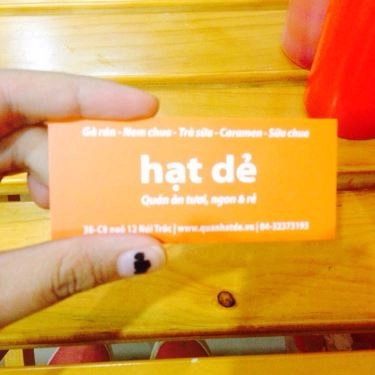 Gà rán - Nem chua - Trà sữa - Caramen - Sữa chua
hạt dẻ
Quán ăn tươi, ngon & rẻ
3B-C8 ngõ 12 Núi Trúc | www.quanhatde.vn | 04-32373193